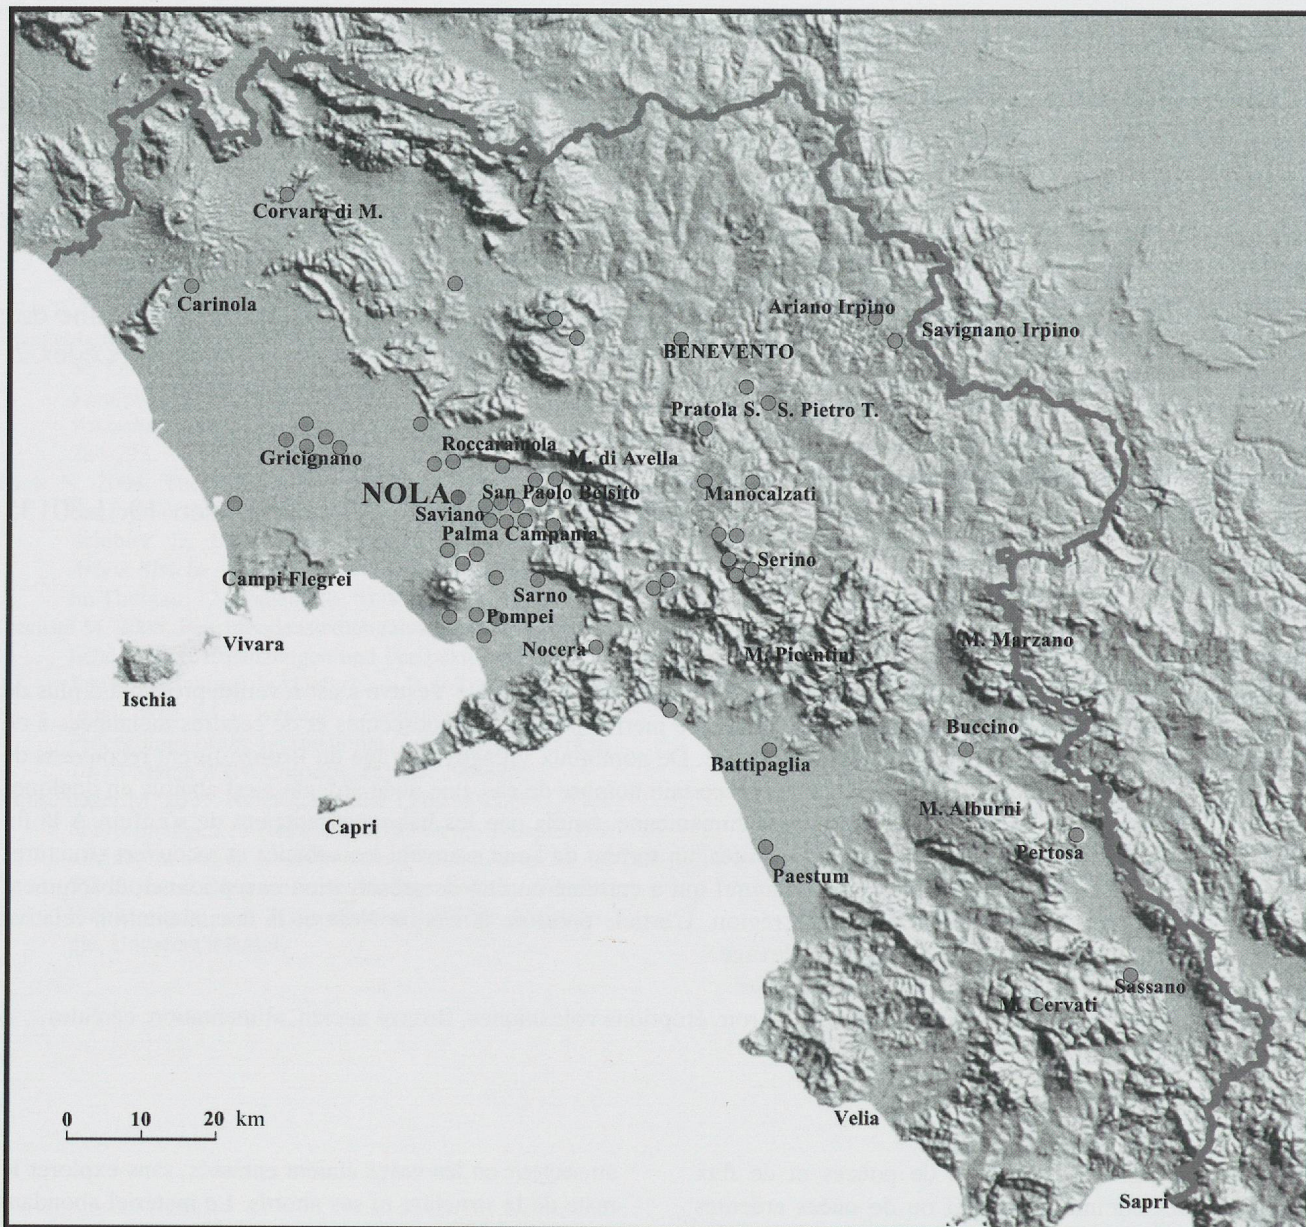 Corvara di M.
Carinola
Ariano Irpino
Savignano Irpino
BENEVENTO
Pratola S.
S. Pietro T.
Roccarainola
M. di Avella
Gricignano
NOLA
San Paolo Belsito
Manocalzati
Saviano
Palma Campania
Serino
Campi Flegrei
Sarno
Pompei
Vivara
Nocera
M. Picentini
M. Marzano
Ischia
Buccino
Battipaglia
M. Alburni
Capri
Pertosa
Paestum
Sassano
M. Cervati
0 10 20 km
Velia
Sapri